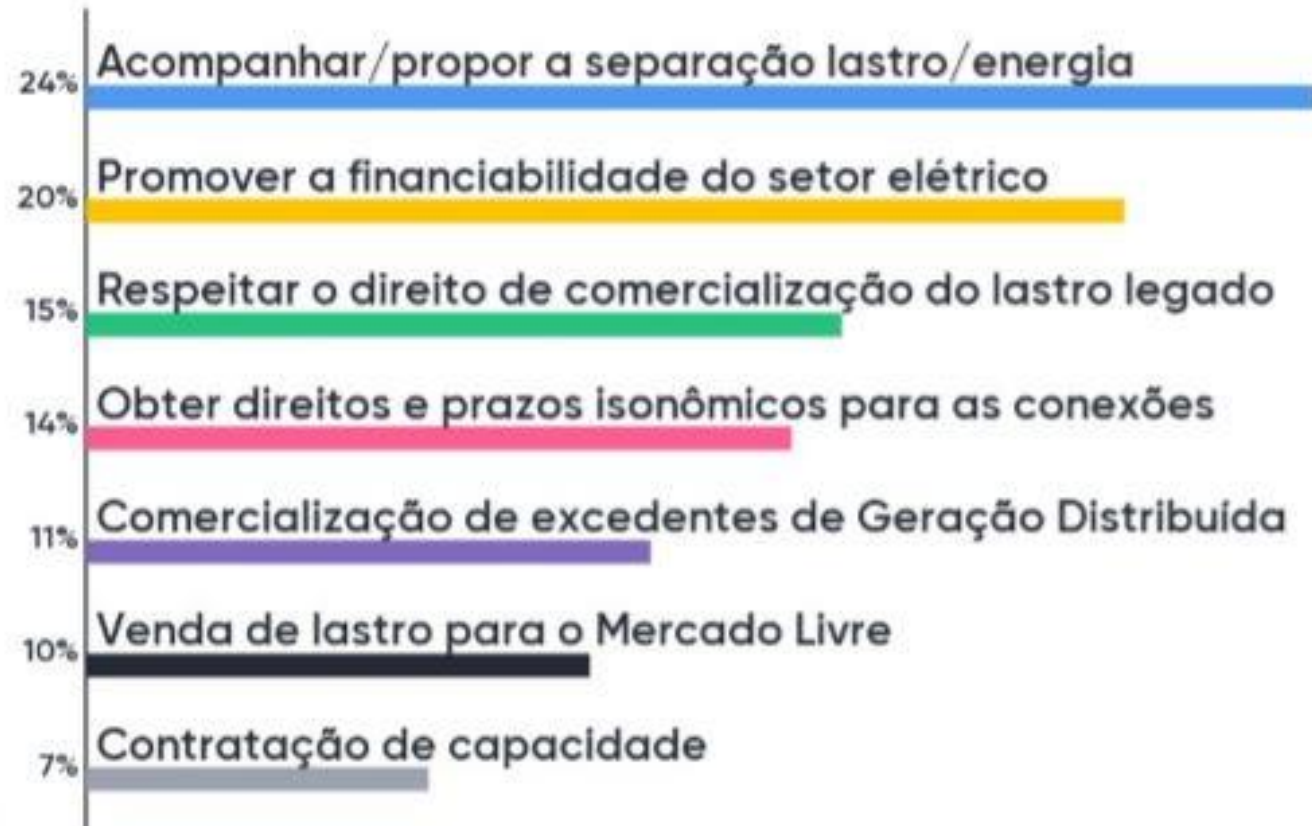 Acompanhar/propor a separação lastro/energia
24%
Promover a financiabilidade do setor elétrico
20%
Respeitar o direito de comercialização do lastro legado
15%
Obter direitos e prazos isonômicos para as conexões
14%
Comercialização de excedentes de Geração Distribuída
11%
Venda de lastro para o Mercado Livre
10%
Contratação de capacidade
7%